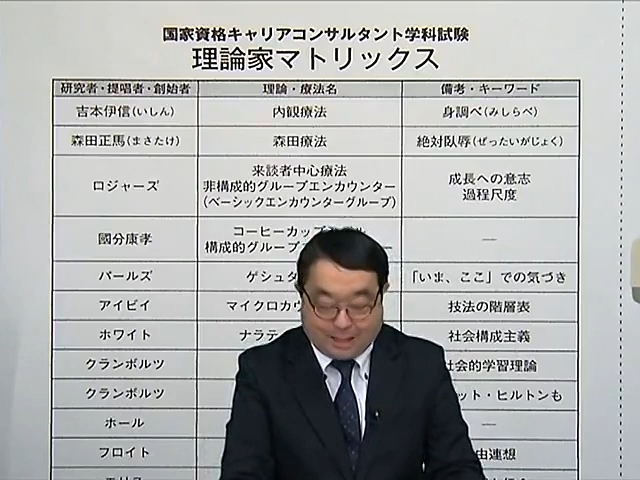 国家資格キャリアコンサルタント学科試験
理論家マトリックス
研究者・提唱者・創始者 理論・療法名 備考・キーワード
吉本伊信(いしん) 内観療法 身調べ(みしらべ)
森田正馬(まさたけ) 森田療法 絶対臥辱(ぜったいがじょく)
来談者中心療法
ロジャーズ 非構成的グループエンカウンター 成長への意志
(ベーシックエンカウンターグループ) 過程尺度
國分康孝 コーヒーカップ
構成的グループ ―
パールズ ゲシュタ 「いま、ここ」での気づき
アイビイ マイクロカウ 技法の階層表
ホワイト ナラテ 社会構成主義
クランボルツ 社会的学習理論
クランボルツ ット・ヒルトンも
ホール
フロイト 由連想